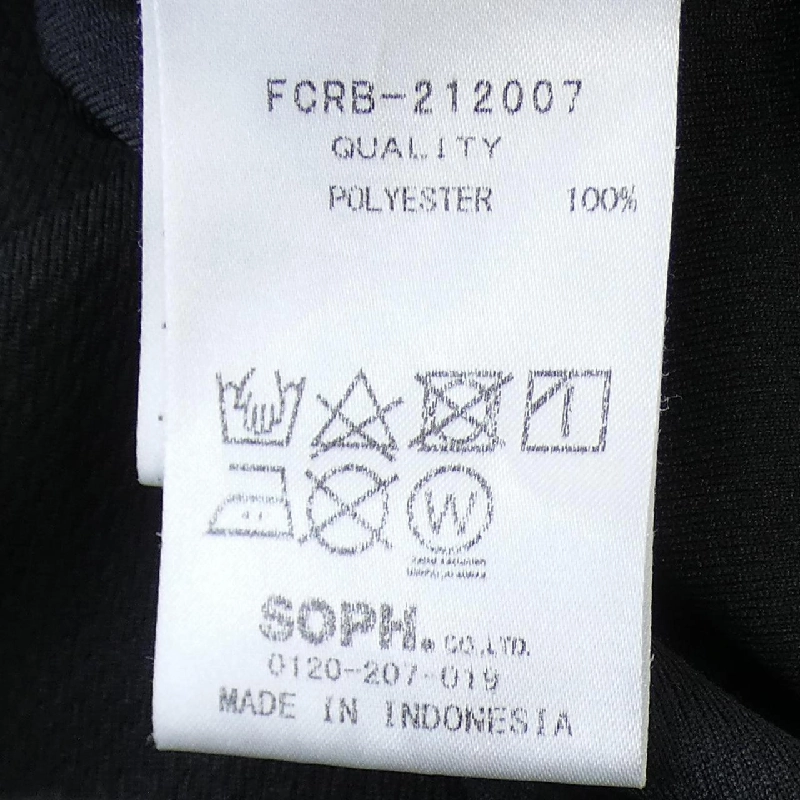 FCRB-212007
QUALITY
POLYESTER 100%
W
SOPH. CO.,LTD.
0120-207-019
MADE IN INDONESIA